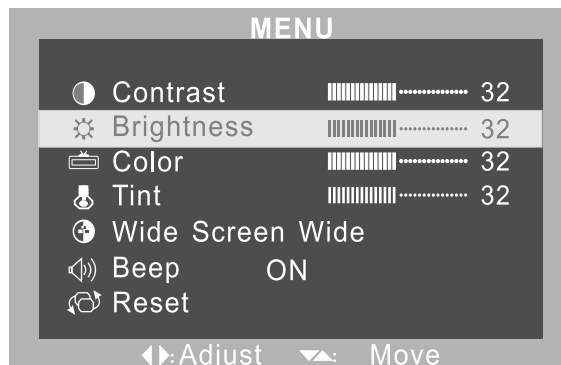 MENU
Contrast 32
Brightness 32
Color 32
Tint 32
Wide Screen Wide
Beep ON
Reset
:Adjust : Move